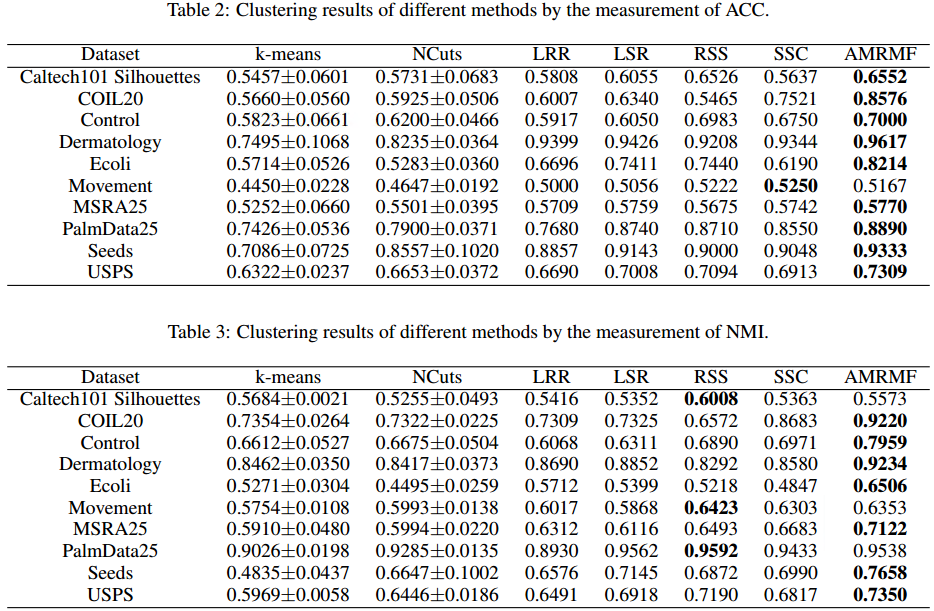 Table 2: Clustering results of different methods by the measurement of ACC.
Dataset k-means NCuts LRR LSR RSS SSC AMRMF
Caltech101 Silhouettes 0.5457±0.0601 0.5731±0.0683 0.5808 0.6055 0.6526 0.5637 0.6552
COIL20 0.5660±0.0560 0.5925±0.0506 0.6007 0.6340 0.5465 0.7521 0.8576
Control 0.5823±0.0661 0.6200±0.0466 0.5917 0.6050 0.6983 0.6750 0.7000
Dermatology 0.7495±0.1068 0.8235±0.0364 0.9399 0.9426 0.9208 0.9344 0.9617
Ecoli 0.5714±0.0526 0.5283±0.0360 0.6696 0.7411 0.7440 0.6190 0.8214
Movement 0.4450±0.0228 0.4647±0.0192 0.5000 0.5056 0.5222 0.5250 0.5167
MSRA25 0.5252±0.0660 0.5501±0.0395 0.5709 0.5759 0.5675 0.5742 0.5770
PalmData25 0.7426±0.0536 0.7900±0.0371 0.7680 0.8740 0.8710 0.8550 0.8890
Seeds 0.7086±0.0725 0.8557±0.1020 0.8857 0.9143 0.9000 0.9048 0.9333
USPS 0.6322±0.0237 0.6653±0.0372 0.6690 0.7008 0.7094 0.6913 0.7309
Table 3: Clustering results of different methods by the measurement of NMI.
Dataset k-means NCuts LRR LSR RSS SSC AMRMF
Caltech101 Silhouettes 0.5684±0.0021 0.5255±0.0493 0.5416 0.5352 0.6008 0.5363 0.5573
COIL20 0.7354±0.0264 0.7322±0.0225 0.7309 0.7325 0.6572 0.8683 0.9220
Control 0.6612±0.0527 0.6675±0.0504 0.6068 0.6311 0.6890 0.6971 0.7959
Dermatology 0.8462±0.0350 0.8417±0.0373 0.8690 0.8852 0.8292 0.8580 0.9234
Ecoli 0.5271±0.0304 0.4495±0.0259 0.5712 0.5399 0.5218 0.4847 0.6506
Movement 0.5754±0.0108 0.5993±0.0138 0.6017 0.5868 0.6423 0.6303 0.6353
MSRA25 0.5910±0.0480 0.5994±0.0220 0.6312 0.6116 0.6493 0.6683 0.7122
PalmData25 0.9026±0.0198 0.9285±0.0135 0.8930 0.9562 0.9592 0.9433 0.9538
Seeds 0.4835±0.0437 0.6647±0.1002 0.6576 0.7145 0.6872 0.6990 0.7658
USPS 0.5969±0.0058 0.6446±0.0186 0.6491 0.6918 0.7190 0.6817 0.7350